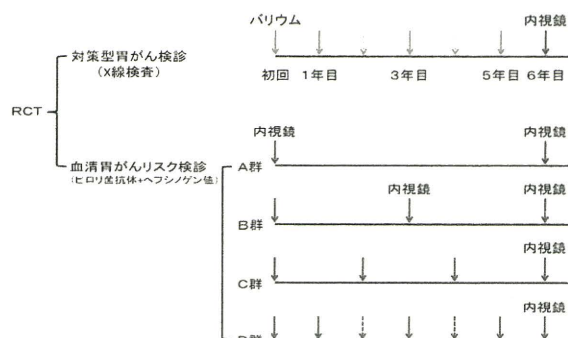 バリウム 内視鏡
対策型胃がん検診
(X線検査)
初回 1年目 3年目 5年目 6年目
RCT
内視鏡 内視鏡
血清胃がんリスク検診
(ピロリ菌抗体+ペプシノゲン値)
A群
内視鏡 内視鏡
B群
内視鏡
C群
内視鏡
D群